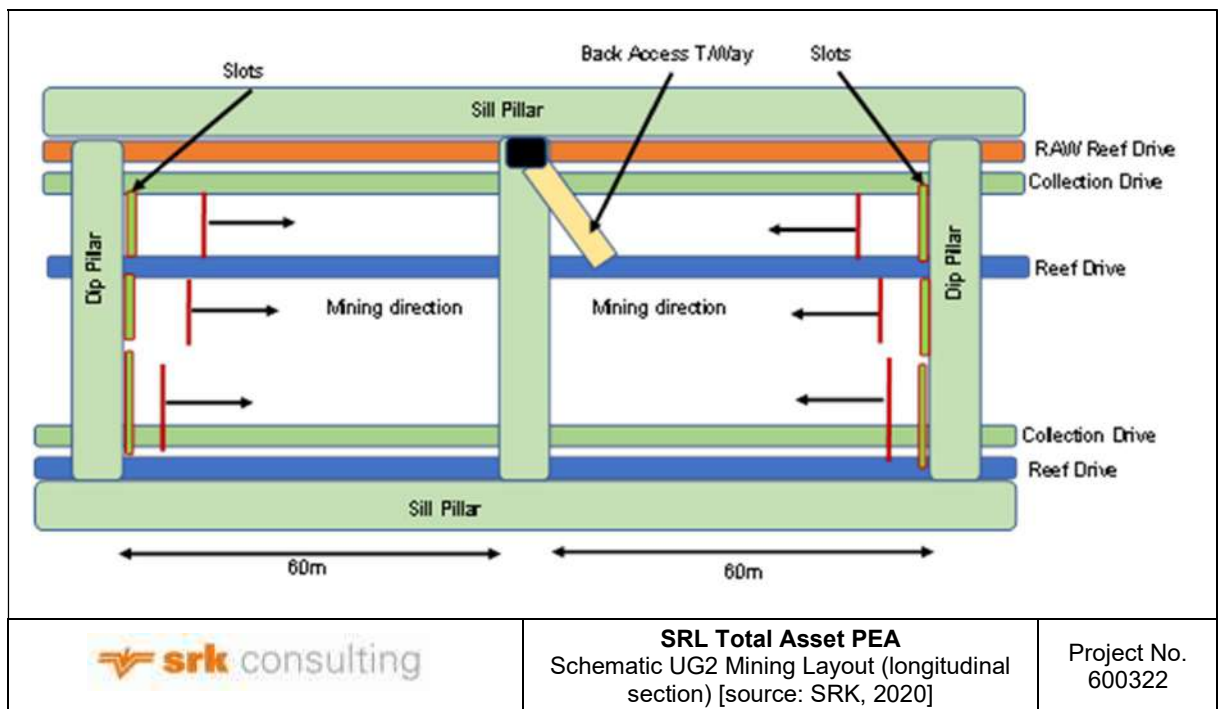 Back Access T/Way
Slots
Slots
Sill Pillar
RAW Reef Drive
Collection Drive
Dip Pillar
Dip Pillar
Reef Drive
Mining direction
Mining direction
Collection Drive
Reef Drive
Sill Pillar
60m
60m
srk consulting
SRL Total Asset PEA
Schematic UG2 Mining Layout (longitudinal
section) [source: SRK, 2020]
Project No.
600322